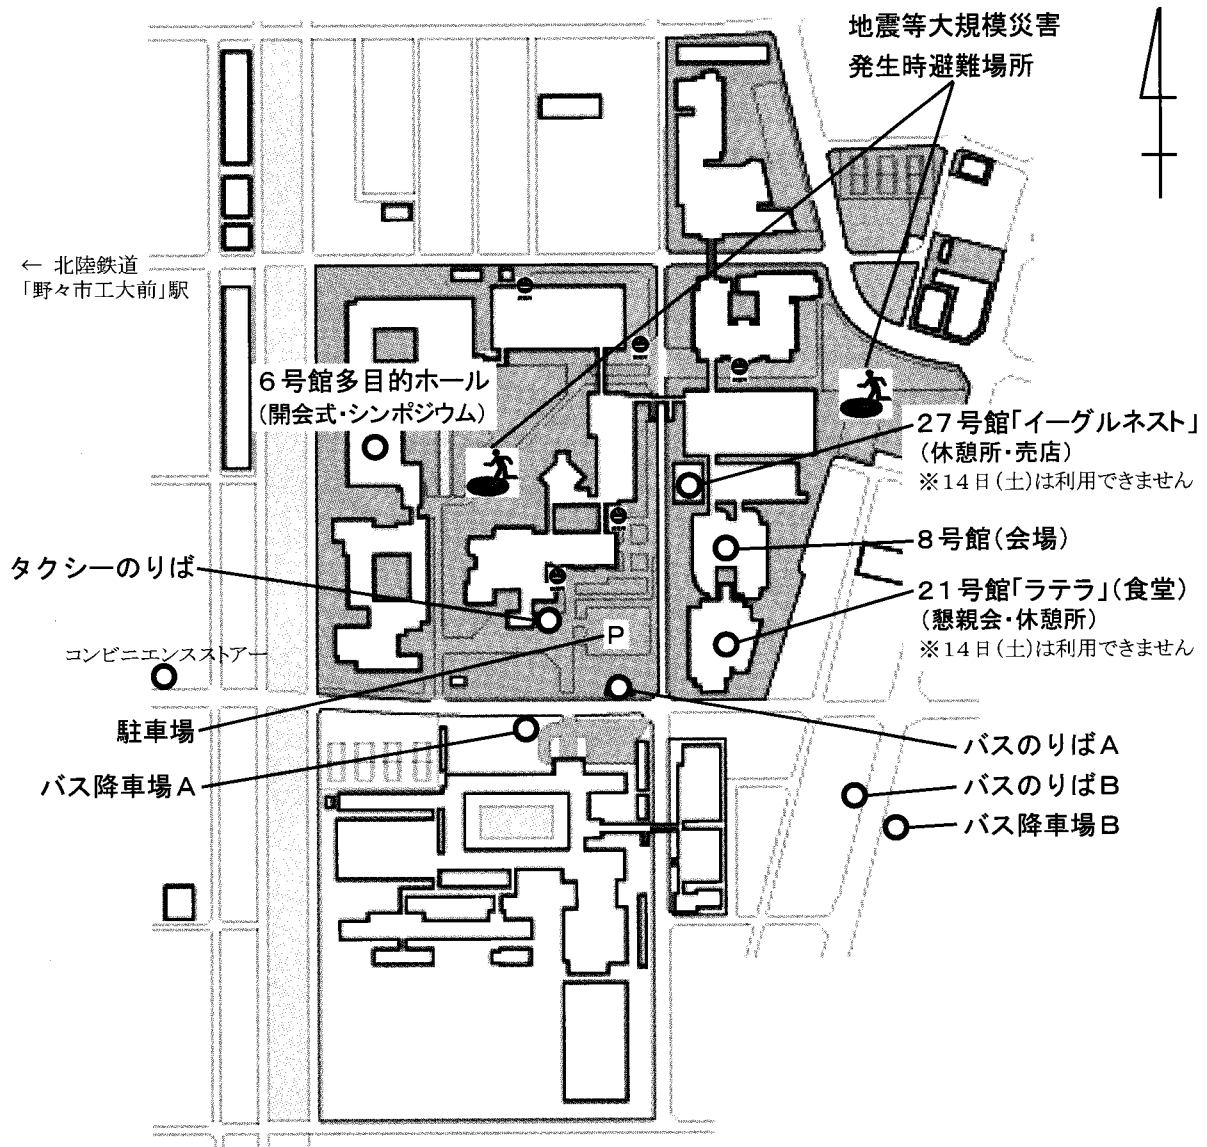 地震等大規模災害
発生時避難場所
← 北陸鉄道
「野々市工大前」駅
6号館多目的ホール
(開会式・シンポジウム)
27号館「イーグルネスト」
(休憩所・売店)
※14日(土)は利用できません
8号館(会場)
タクシーのりば
21号館「ラテラ」(食堂)
(懇親会・休憩所)
※14日(土)は利用できません
P
コンビニエンスストアー
駐車場
バスのりばA
バス降車場A
バスのりばB
バス降車場B